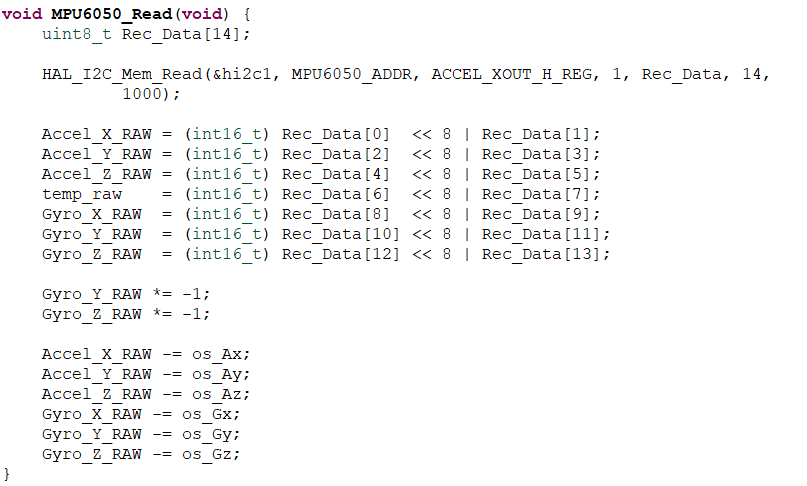 void MPU6050_Read(void) {
    uint8_t Rec_Data[14];

    HAL_I2C_Mem_Read(&hi2c1, MPU6050_ADDR, ACCEL_XOUT_H_REG, 1, Rec_Data, 14,
            1000);

    Accel_X_RAW = (int16_t) Rec_Data[0]  << 8 | Rec_Data[1];
    Accel_Y_RAW = (int16_t) Rec_Data[2]  << 8 | Rec_Data[3];
    Accel_Z_RAW = (int16_t) Rec_Data[4]  << 8 | Rec_Data[5];
    temp_raw    = (int16_t) Rec_Data[6]  << 8 | Rec_Data[7];
    Gyro_X_RAW  = (int16_t) Rec_Data[8]  << 8 | Rec_Data[9];
    Gyro_Y_RAW  = (int16_t) Rec_Data[10] << 8 | Rec_Data[11];
    Gyro_Z_RAW  = (int16_t) Rec_Data[12] << 8 | Rec_Data[13];

    Gyro_Y_RAW *= -1;
    Gyro_Z_RAW *= -1;

    Accel_X_RAW -= os_Ax;
    Accel_Y_RAW -= os_Ay;
    Accel_Z_RAW -= os_Az;
    Gyro_X_RAW -= os_Gx;
    Gyro_Y_RAW -= os_Gy;
    Gyro_Z_RAW -= os_Gz;
}